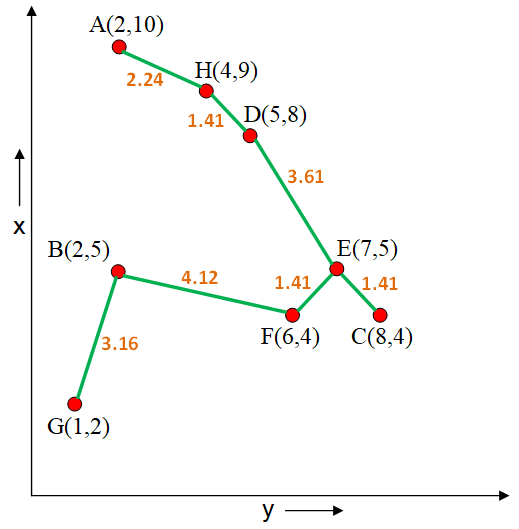 A(2,10)
2.24
H(4,9)
1.41
D(5,8)
3.61
x
B(2,5)
4.12
E(7,5)
1.41
1.41
3.16
F(6,4)
C(8,4)
G(1,2)
y